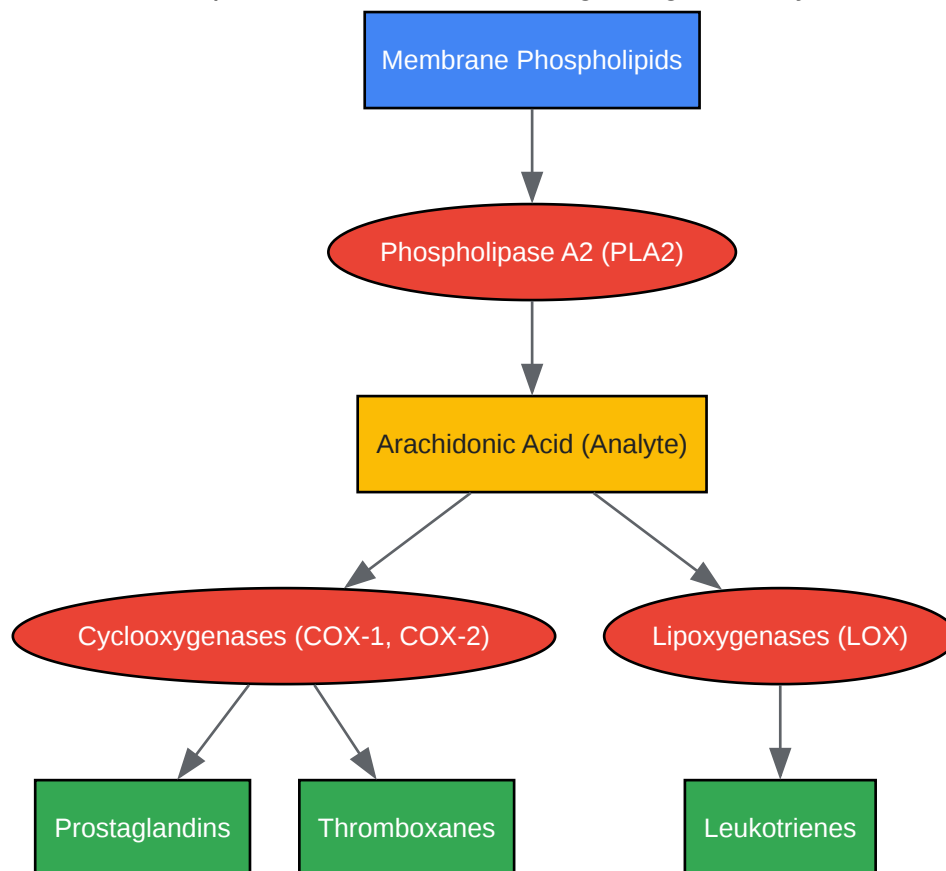 Membrane Phospholipids
Phospholipase A2 (PLA2)
Arachidonic Acid (Analyte)
Cyclooxygenases (COX-1, COX-2)
Lipoxygenases (LOX)
Prostaglandins
Thromboxanes
Leukotrienes